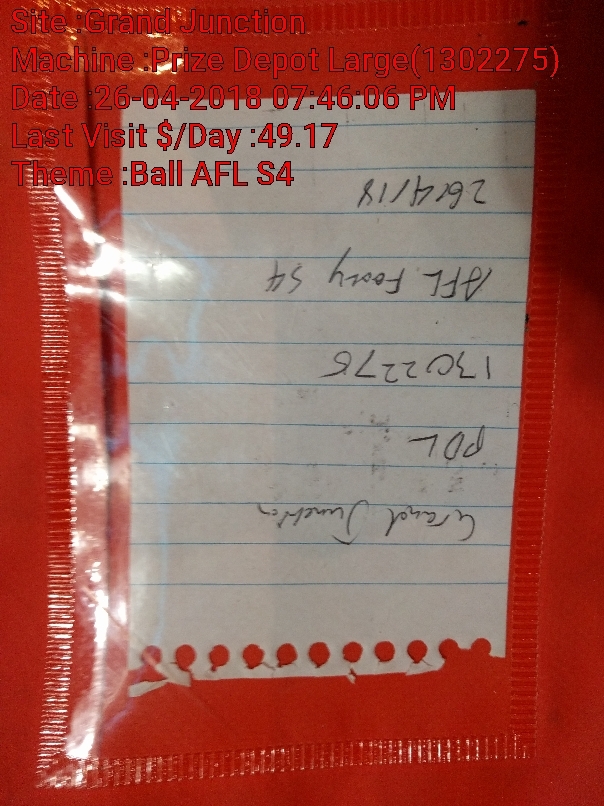 Site :Grand Junction
Machine :Prize Depot Large(1302275)
Date :26-04-2018 07:46:06 PM
Last Visit $/Day :49.17
Theme :Ball AFL S4
Grand Junction
PDL
1302275
AFL Footy S4
26/4/18